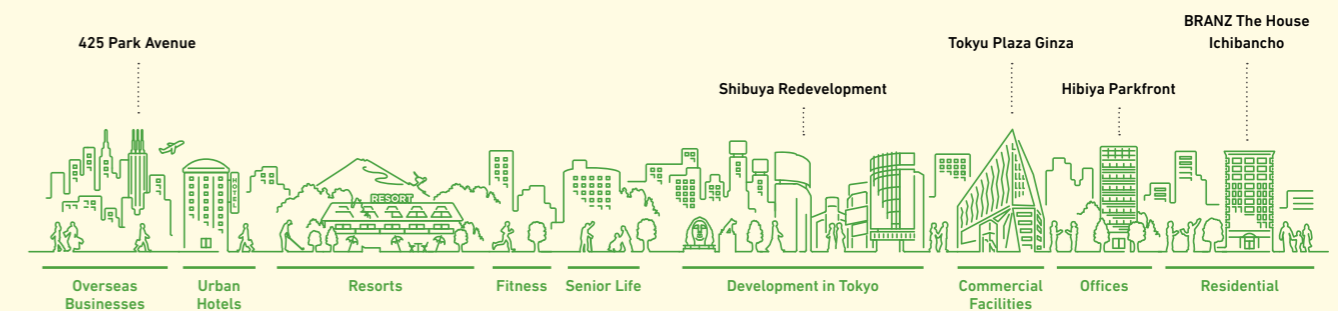 425 Park Avenue
Shibuya Redevelopment
Tokyu Plaza Ginza
Hibiya Parkfront
BRANZ The House
Ichibancho
HOTEL
RESORT
Overseas
Businesses
Urban
Hotels
Resorts
Fitness
Senior Life
Development in Tokyo
Commercial
Facilities
Offices
Residential